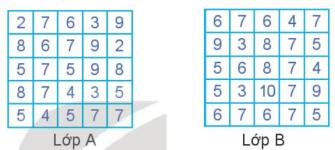 2 7 6 3 9
8 6 7 9 2
5 7 5 9 8
8 7 4 3 5
5 4 5 7 7
Lớp A
6 7 6 4 7
9 3 8 7 5
5 6 8 7 4
5 3 10 7 9
6 7 6 7 5
Lớp B